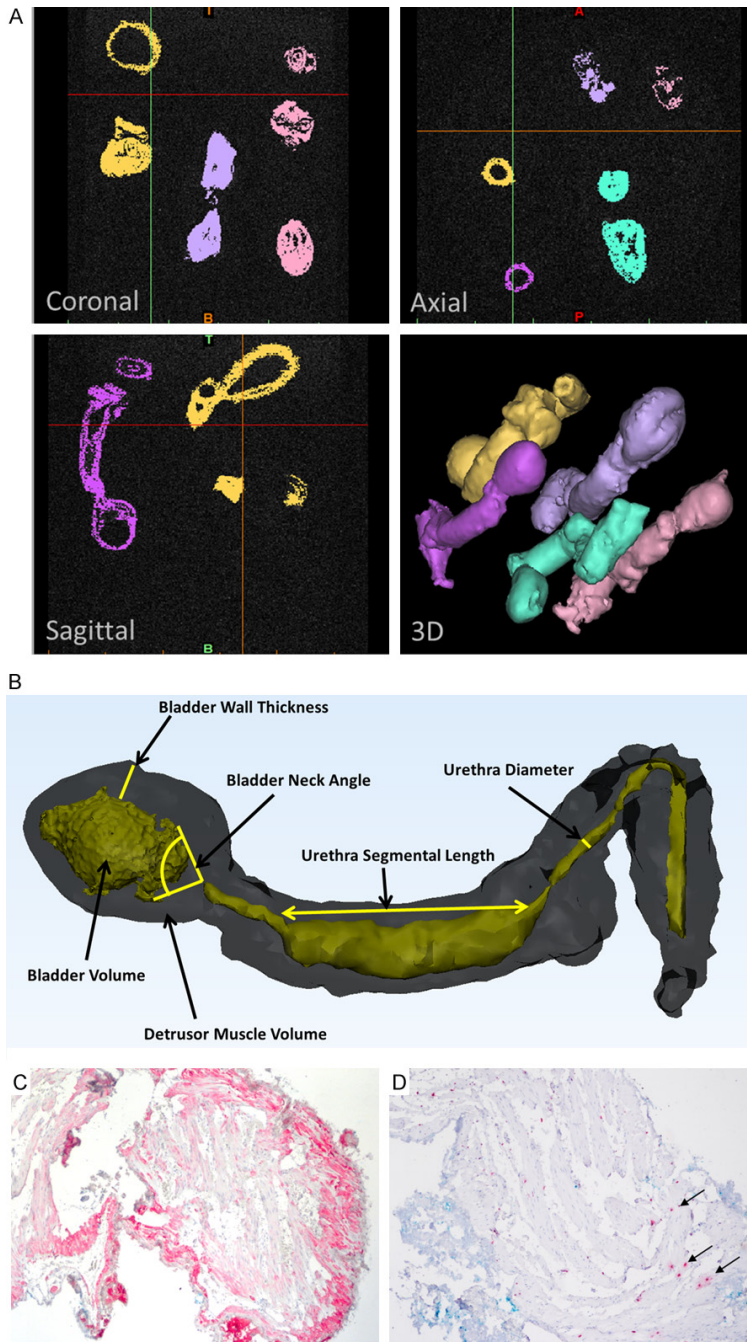 A
T
Coronal
B
A
Axial
P
T
Sagittal
B
3D
B
Bladder Wall Thickness
Bladder Neck Angle
Urethra Diameter
Urethra Segmental Length
Bladder Volume
Detrusor Muscle Volume
C
D